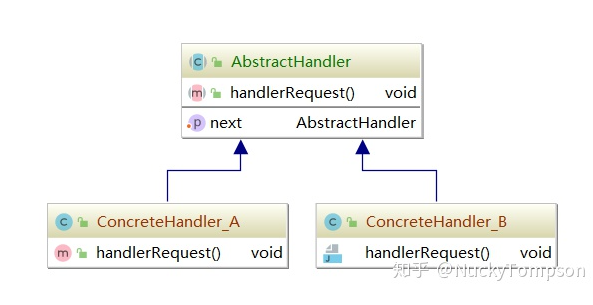 AbstractHandler
handlerRequest() void
next AbstractHandler
ConcreteHandler_A
handlerRequest() void
ConcreteHandler_B
handlerRequest() void
知乎 @NuckyTompson